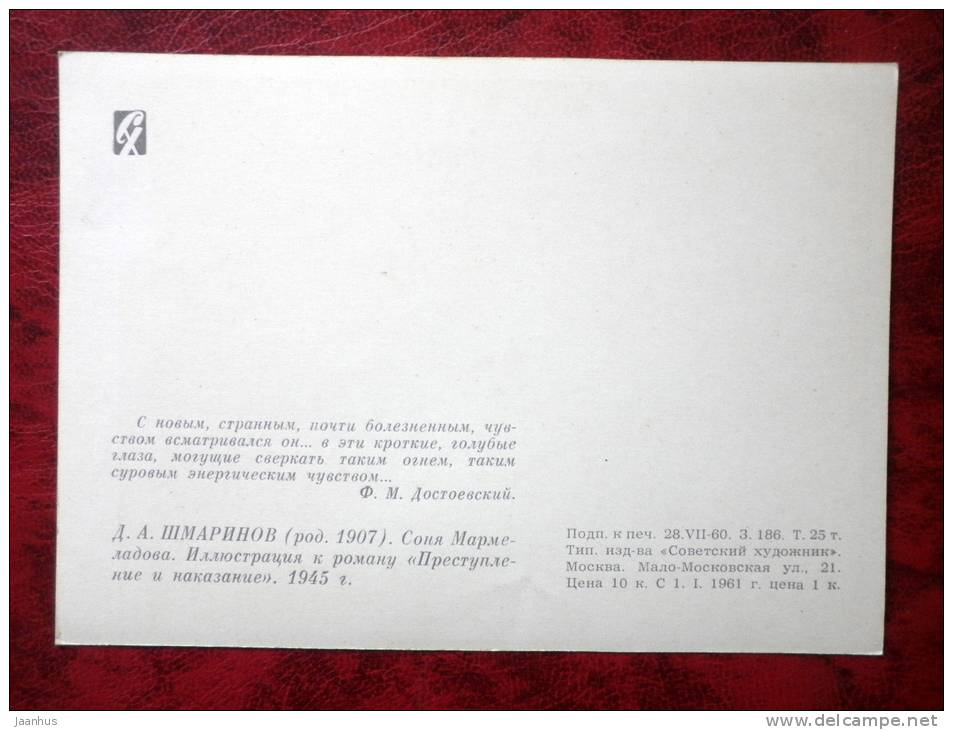 СХ
С новым, странным, почти болезненным, чув-
ством всматривался он... в эти кроткие, голубые
глаза, могущие сверкать таким огнем, таким
суровым энергическим чувством...
Ф. М. Достоевский.
Д. А. ШМАРИНОВ (род. 1907). Соня Марме-
ладова. Иллюстрация к роману «Преступле-
ние и наказание». 1945 г.
Подп. к печ. 28.VII-60. З. 186. Т. 25 т.
Тип. изд-ва «Советский художник».
Москва. Мало-Московская ул., 21.
Цена 10 к. С 1. I. 1961 г. цена 1 к.
jaanhus
www.delcampe.net